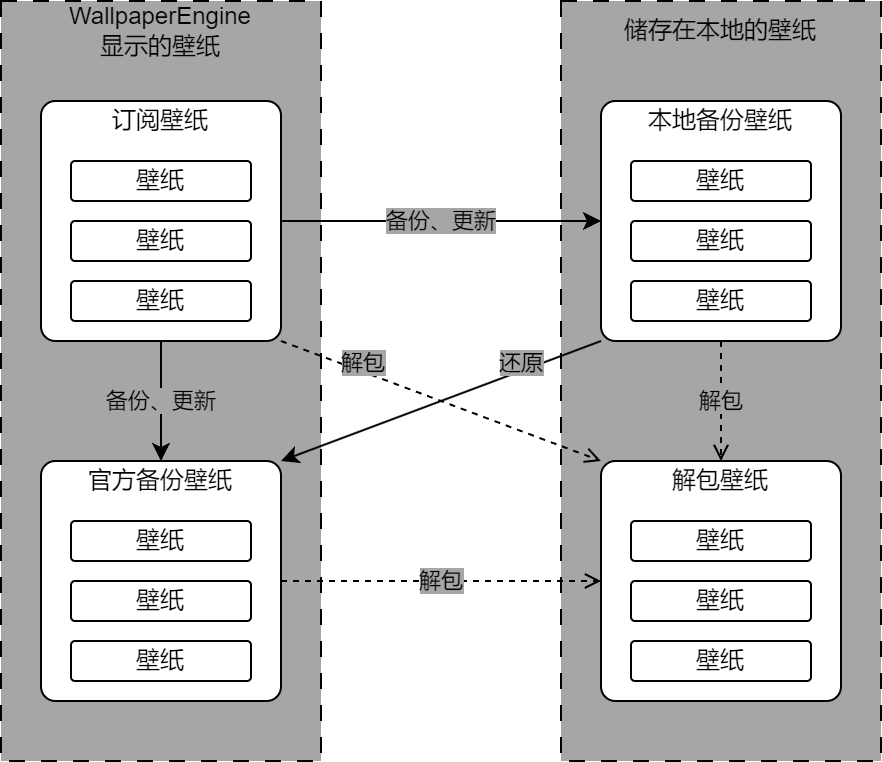 WallpaperEngine
显示的壁纸
储存在本地的壁纸
订阅壁纸
壁纸
壁纸
壁纸
本地备份壁纸
壁纸
壁纸
壁纸
备份、更新
解包
还原
备份、更新
解包
官方备份壁纸
壁纸
壁纸
壁纸
解包
解包壁纸
壁纸
壁纸
壁纸